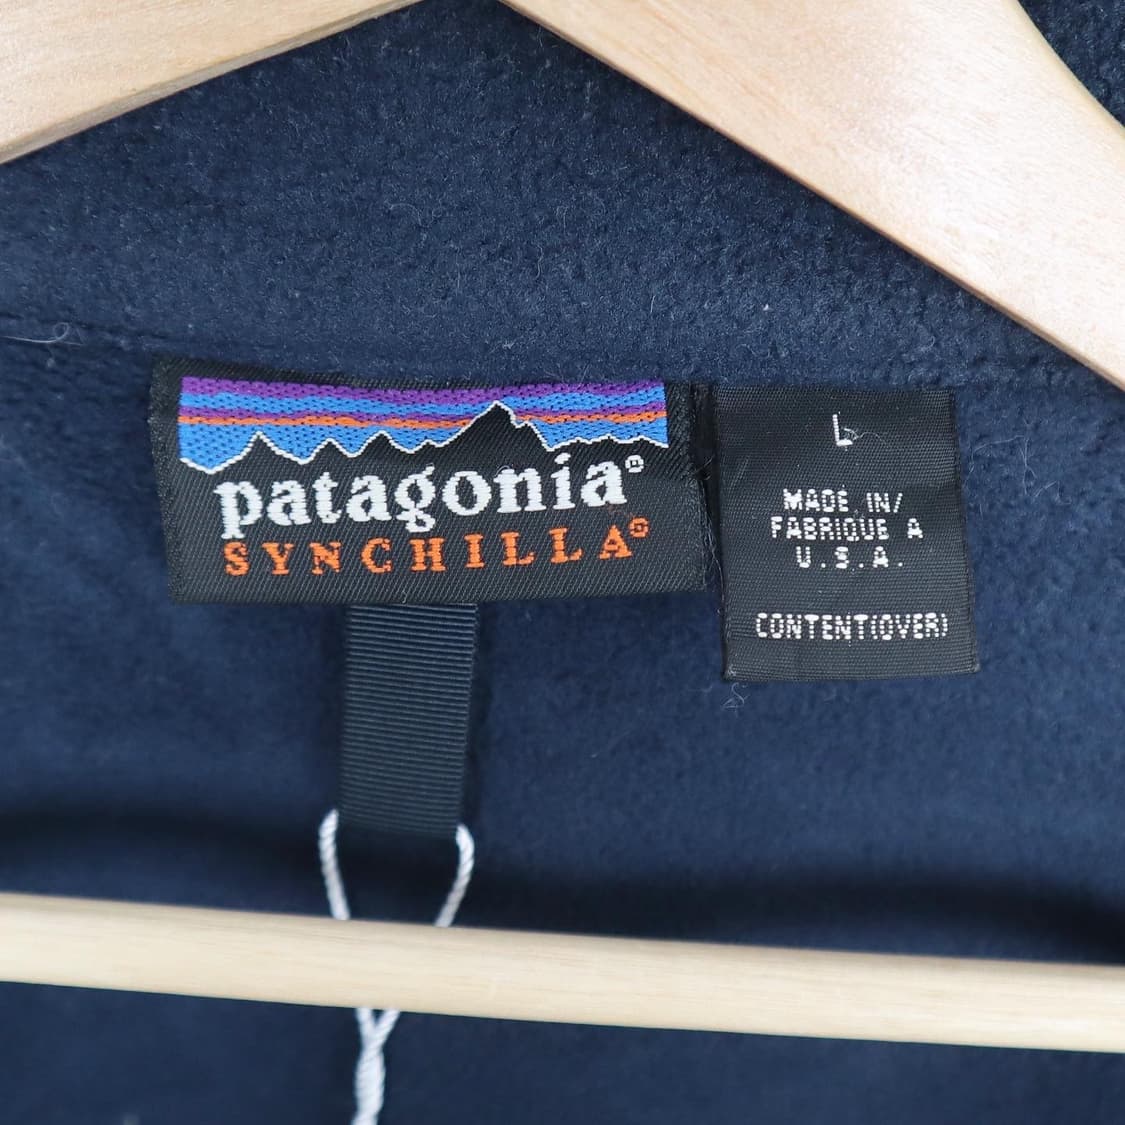 patagonia®
SYNCHILLA®
L
MADE IN/
FABRIQUE A
U.S.A.
CONTENT(OVER)